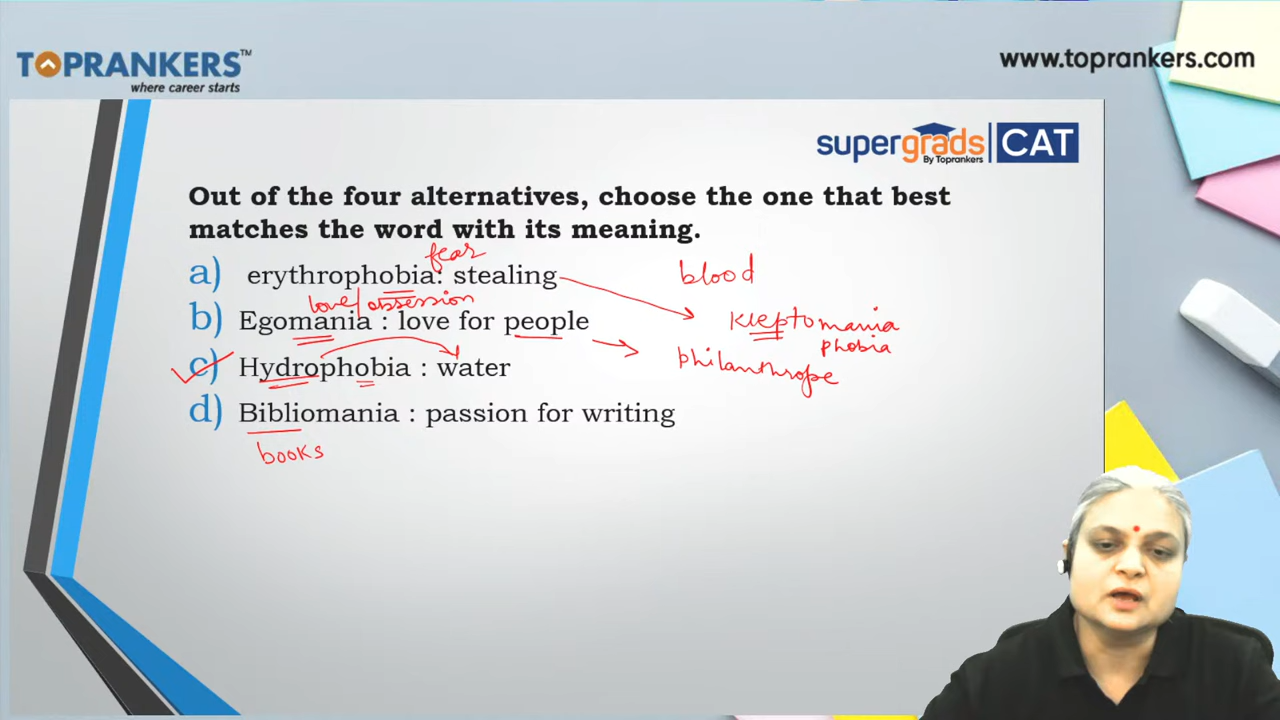 TOPRANKERS™
where career starts
www.toprankers.com
supergrads | CAT
By Toprankers
Out of the four alternatives, choose the one that best
matches the word with its meaning.
fear
a) erythrophobia: stealing
blood
love/obsession
b) Egomania : love for people
Kleptomania
phobia
c) Hydrophobia : water
philanthrope
d) Bibliomania : passion for writing
books